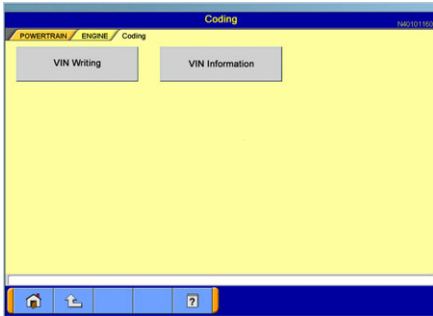 Coding
N40101160
POWERTRAIN ENGINE Coding
VIN Writing VIN Information
?